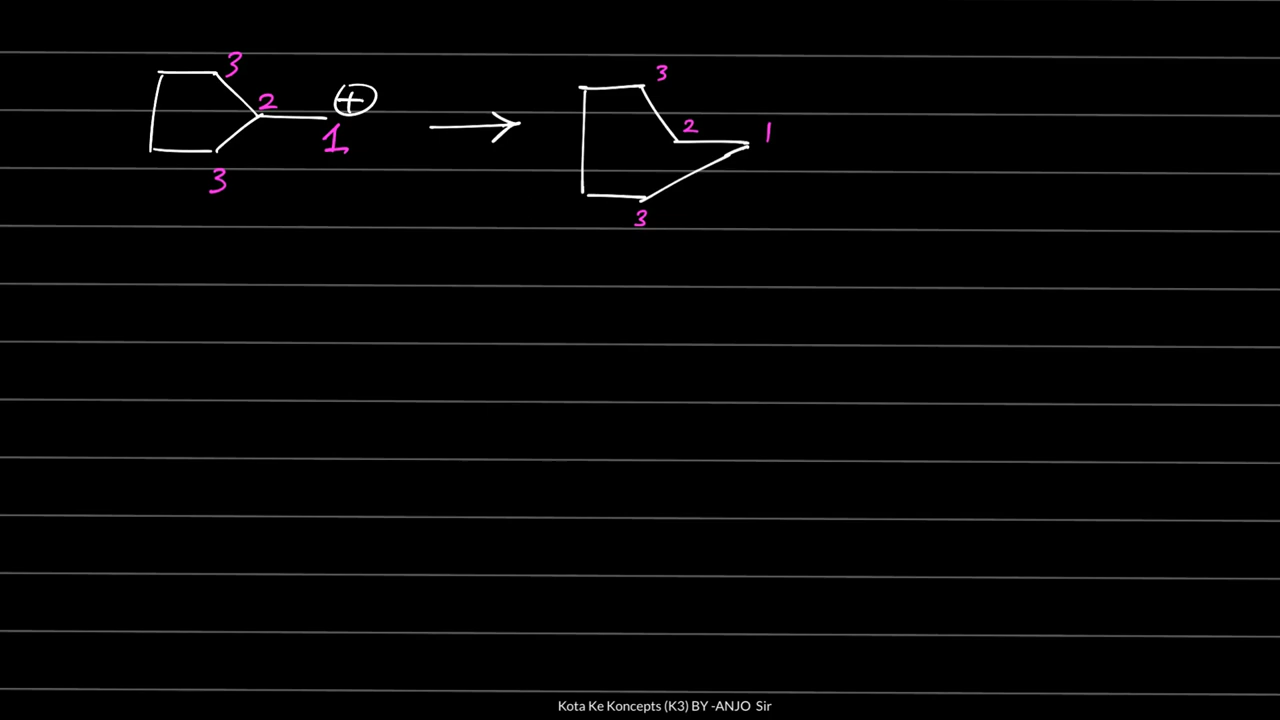 3 2 ⊕ 1 3 → 3 2 1 3
Kota Ke Koncepts (K3) BY -ANJO Sir